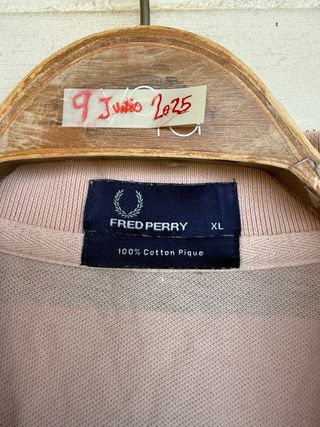 9 Junio 2025
FRED PERRY XL
100% Cotton Pique